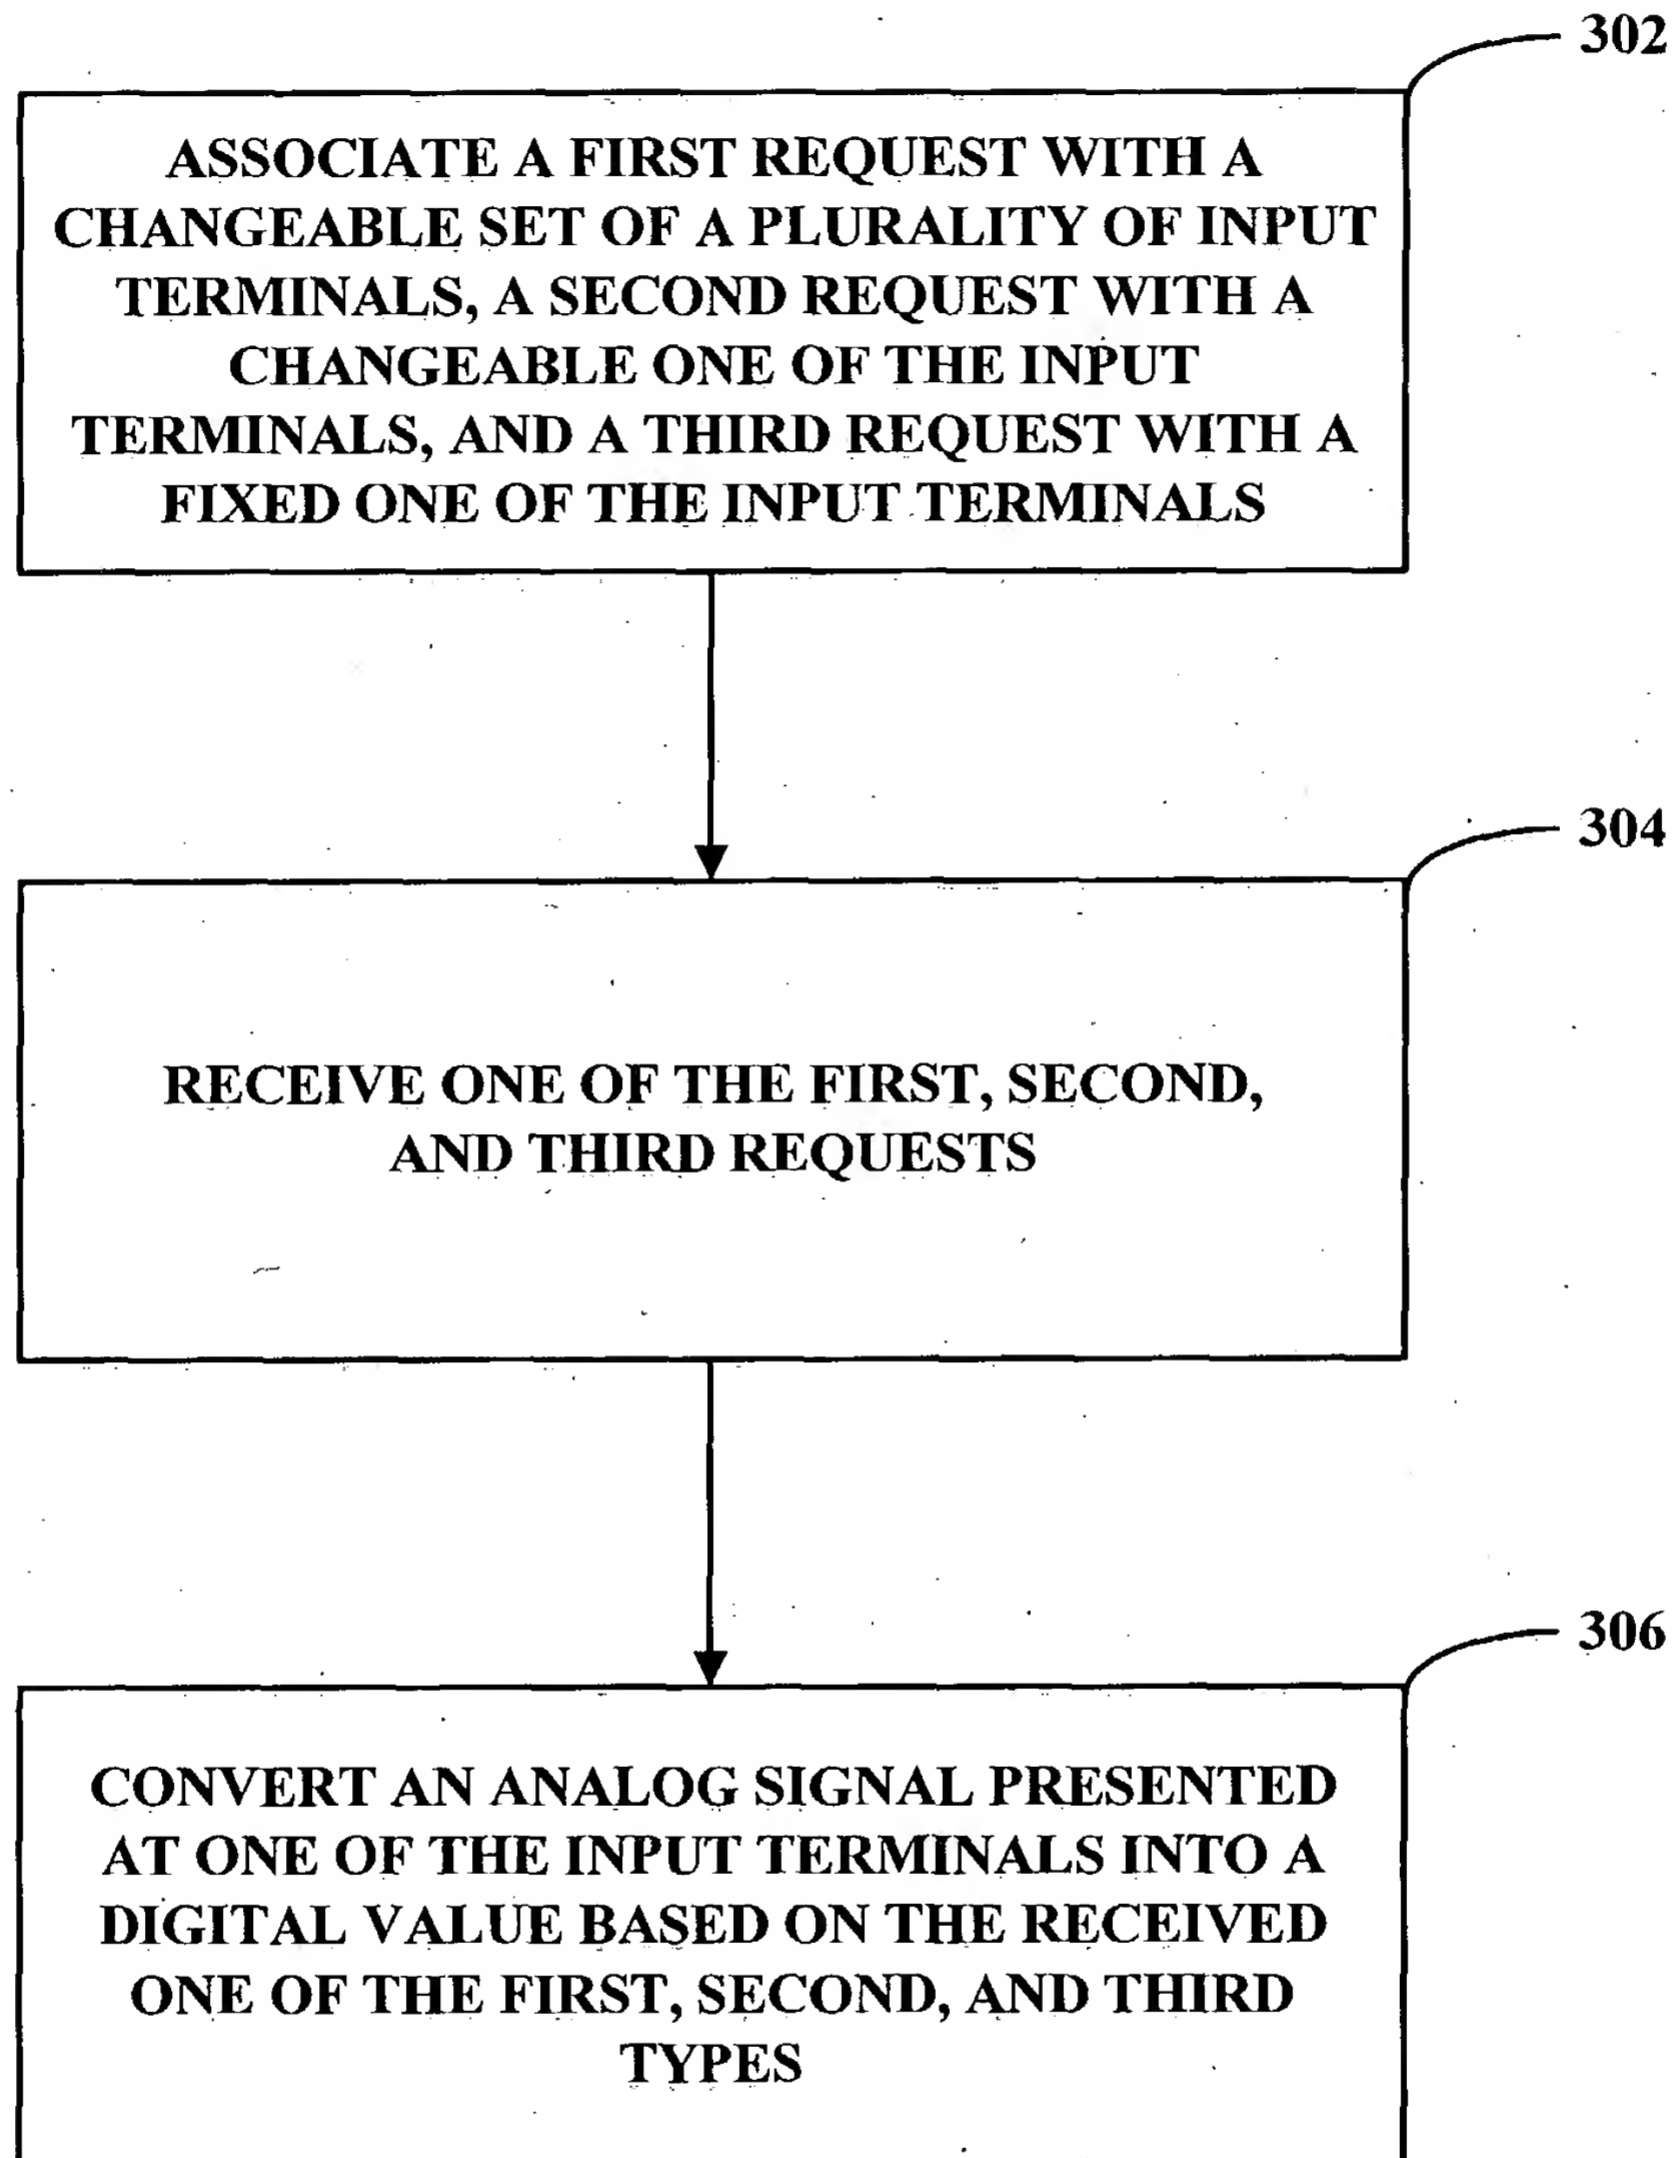 302
ASSOCIATE A FIRST REQUEST WITH A
CHANGEABLE SET OF A PLURALITY OF INPUT
TERMINALS, A SECOND REQUEST WITH A
CHANGEABLE ONE OF THE INPUT
TERMINALS, AND A THIRD REQUEST WITH A
FIXED ONE OF THE INPUT TERMINALS
304
RECEIVE ONE OF THE FIRST, SECOND,
AND THIRD REQUESTS
306
CONVERT AN ANALOG SIGNAL PRESENTED
AT ONE OF THE INPUT TERMINALS INTO A
DIGITAL VALUE BASED ON THE RECEIVED
ONE OF THE FIRST, SECOND, AND THIRD
TYPES